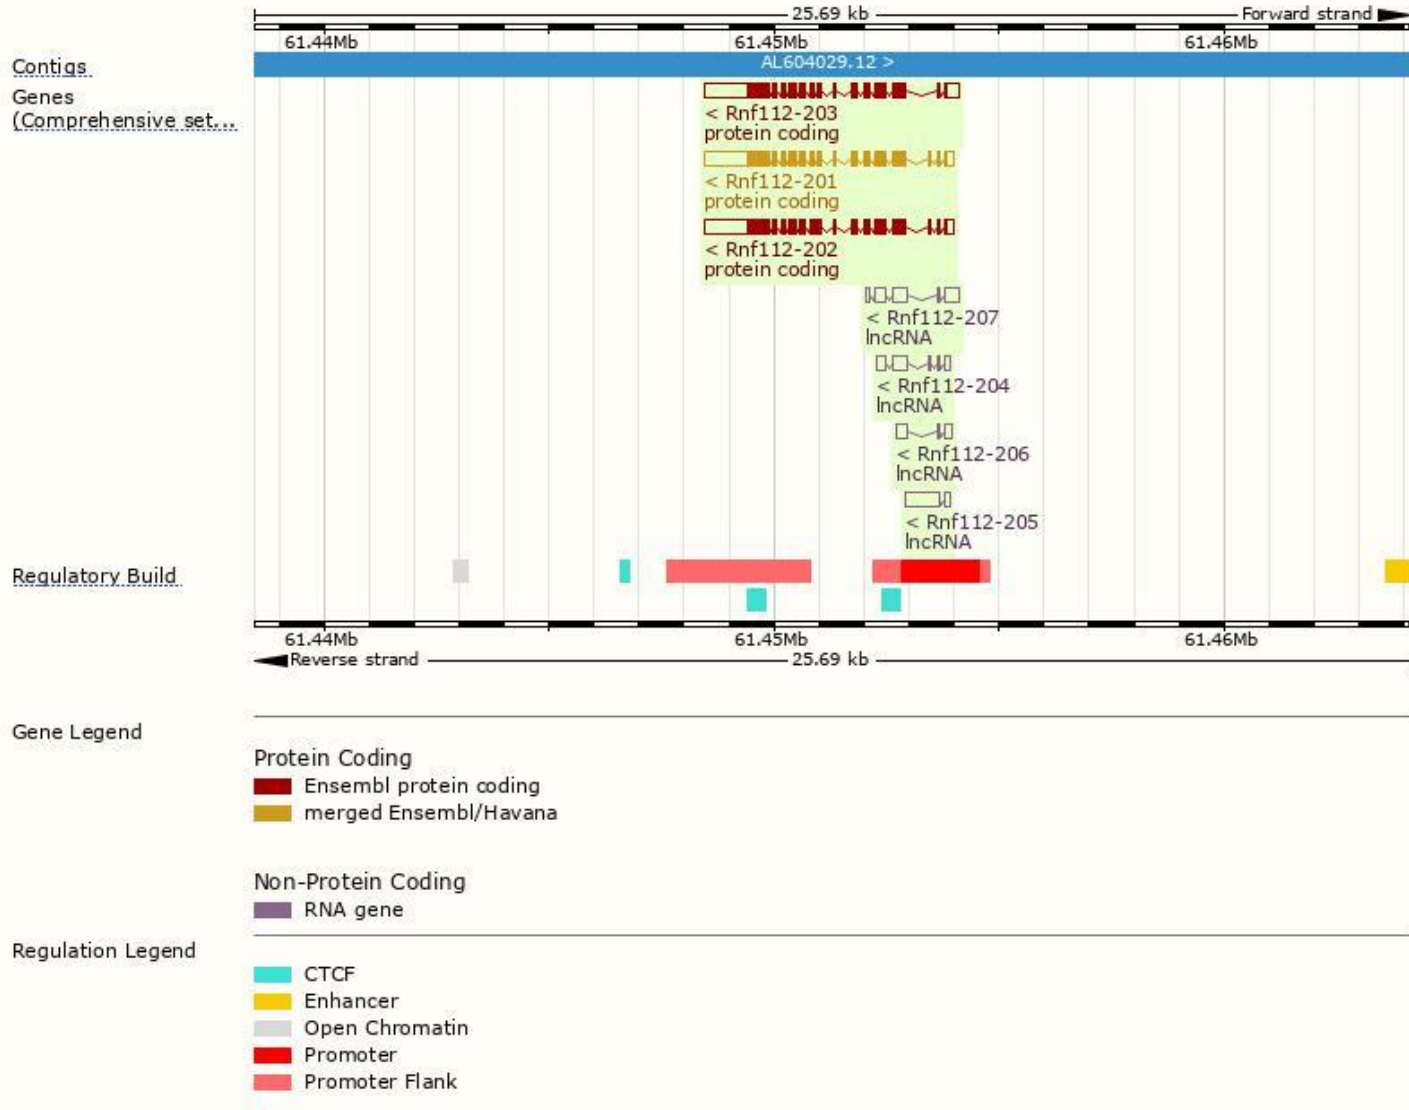 25.69 kb Forward strand
61.44Mb 61.45Mb 61.46Mb
Contigs AL604029.12 >
Genes
(Comprehensive set...
< Rnf112-203
protein coding
< Rnf112-201
protein coding
< Rnf112-202
protein coding
< Rnf112-207
lncRNA
< Rnf112-204
lncRNA
< Rnf112-206
lncRNA
< Rnf112-205
lncRNA
Regulatory Build
61.44Mb 61.45Mb 61.46Mb
Reverse strand 25.69 kb
Gene Legend
Protein Coding
Ensembl protein coding
merged Ensembl/Havana
Non-Protein Coding
RNA gene
Regulation Legend
CTCF
Enhancer
Open Chromatin
Promoter
Promoter Flank